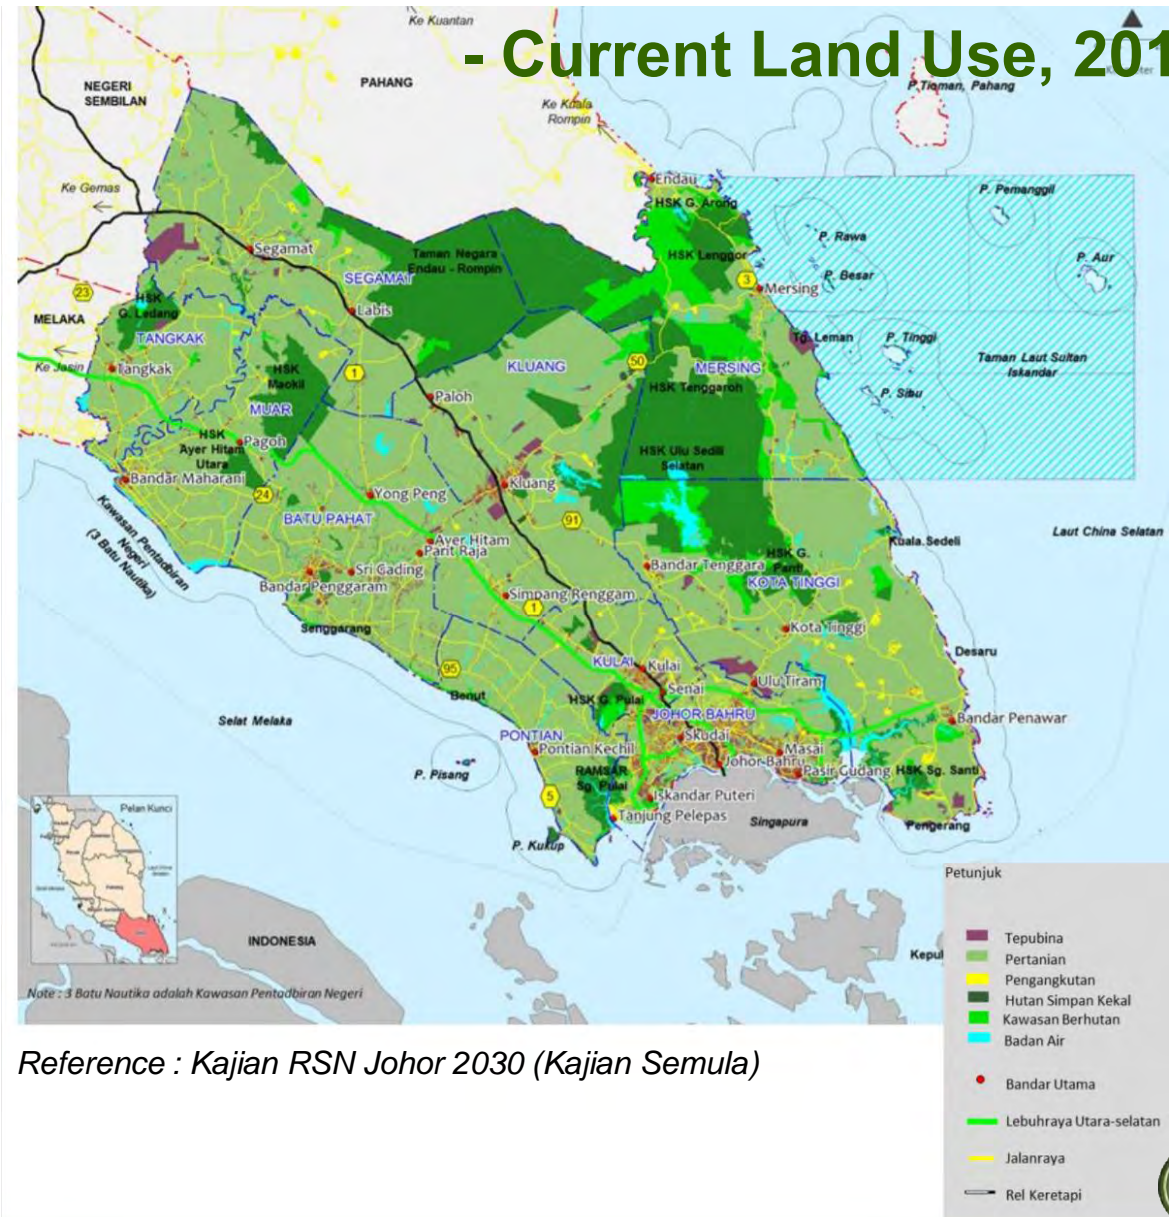 - Current Land Use, 201
Ke Kuantan
NEGERI
SEMBILAN
PAHANG
P.Tioman, Pahang
Ke Kuala
Rompin
Ke Gemas
Endau
HSK G. Arong
P. Pemanggil
P. Rawa
Segamat
Taman Negara
Endau - Rompin
HSK Lenggor
SEGAMAT
P. Besar
P. Aur
3
Mersing
23
HSK
G. Ledang
MELAKA
Labis
TANGKAK
Tg. Leman
P. Tinggi
Taman Laut Sultan
Iskandar
Ke Jasin
Tangkak
HSK
Maokil
1
KLUANG
50
MERSING
HSK Tenggaroh
P. Sibu
Paloh
MUAR
HSK
Ayer Hitam
Utara
Pagoh
HSK Ulu Sedili
Selatan
Bandar Maharani
Kluang
24
Yong Peng
Kawasan Pentadbiran
Negeri
(3 Batu Nautika)
BATU PAHAT
91
Laut China Selatan
Ayer Hitam
Parit Raja
Kuala.Sedeli
HSK G.
Panti
Sri Gading
Bandar Tenggara
Bandar Penggaram
KOTA TINGGI
Simpang Renggam
1
Senggarang
Kota Tinggi
Desaru
95
KULAI
Kulai
Benut
Senai
Ulu Tiram
HSK G. Pulai
Selat Melaka
JOHOR BAHRU
Bandar Penawar
PONTIAN
Pontian Kechil
Skudai
Masai
Johor Bahru
Pasir Gudang
P. Pisang
RAMSAR
Sg. Pulai
HSK Sg. Santi
5
Iskandar Puteri
Tanjung Pelepas
Singapura
Pengerang
P. Kukup
Pelan Kunci
INDONESIA
Kepul
Note : 3 Batu Nautika adalah Kawasan Pentadbiran Negeri
Petunjuk
Tepubina
Pertanian
Pengangkutan
Hutan Simpan Kekal
Kawasan Berhutan
Badan Air
Bandar Utama
Lebuhraya Utara-selatan
Jalanraya
Rel Keretapi
Reference : Kajian RSN Johor 2030 (Kajian Semula)